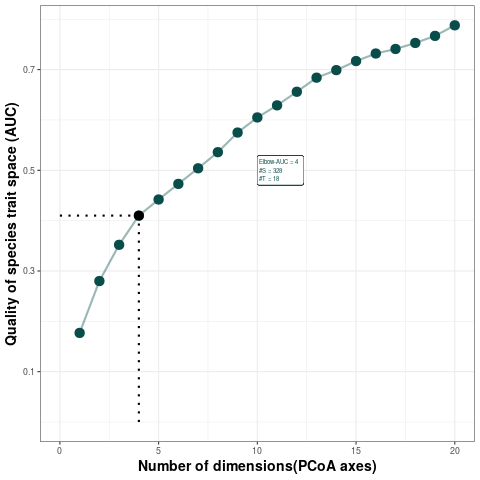 Quality of species trait space (AUC)
0.7
0.5
0.3
0.1
Elbow-AUC = 4
#S = 328
#T = 18
0 5 10 15 20
Number of dimensions(PCoA axes)